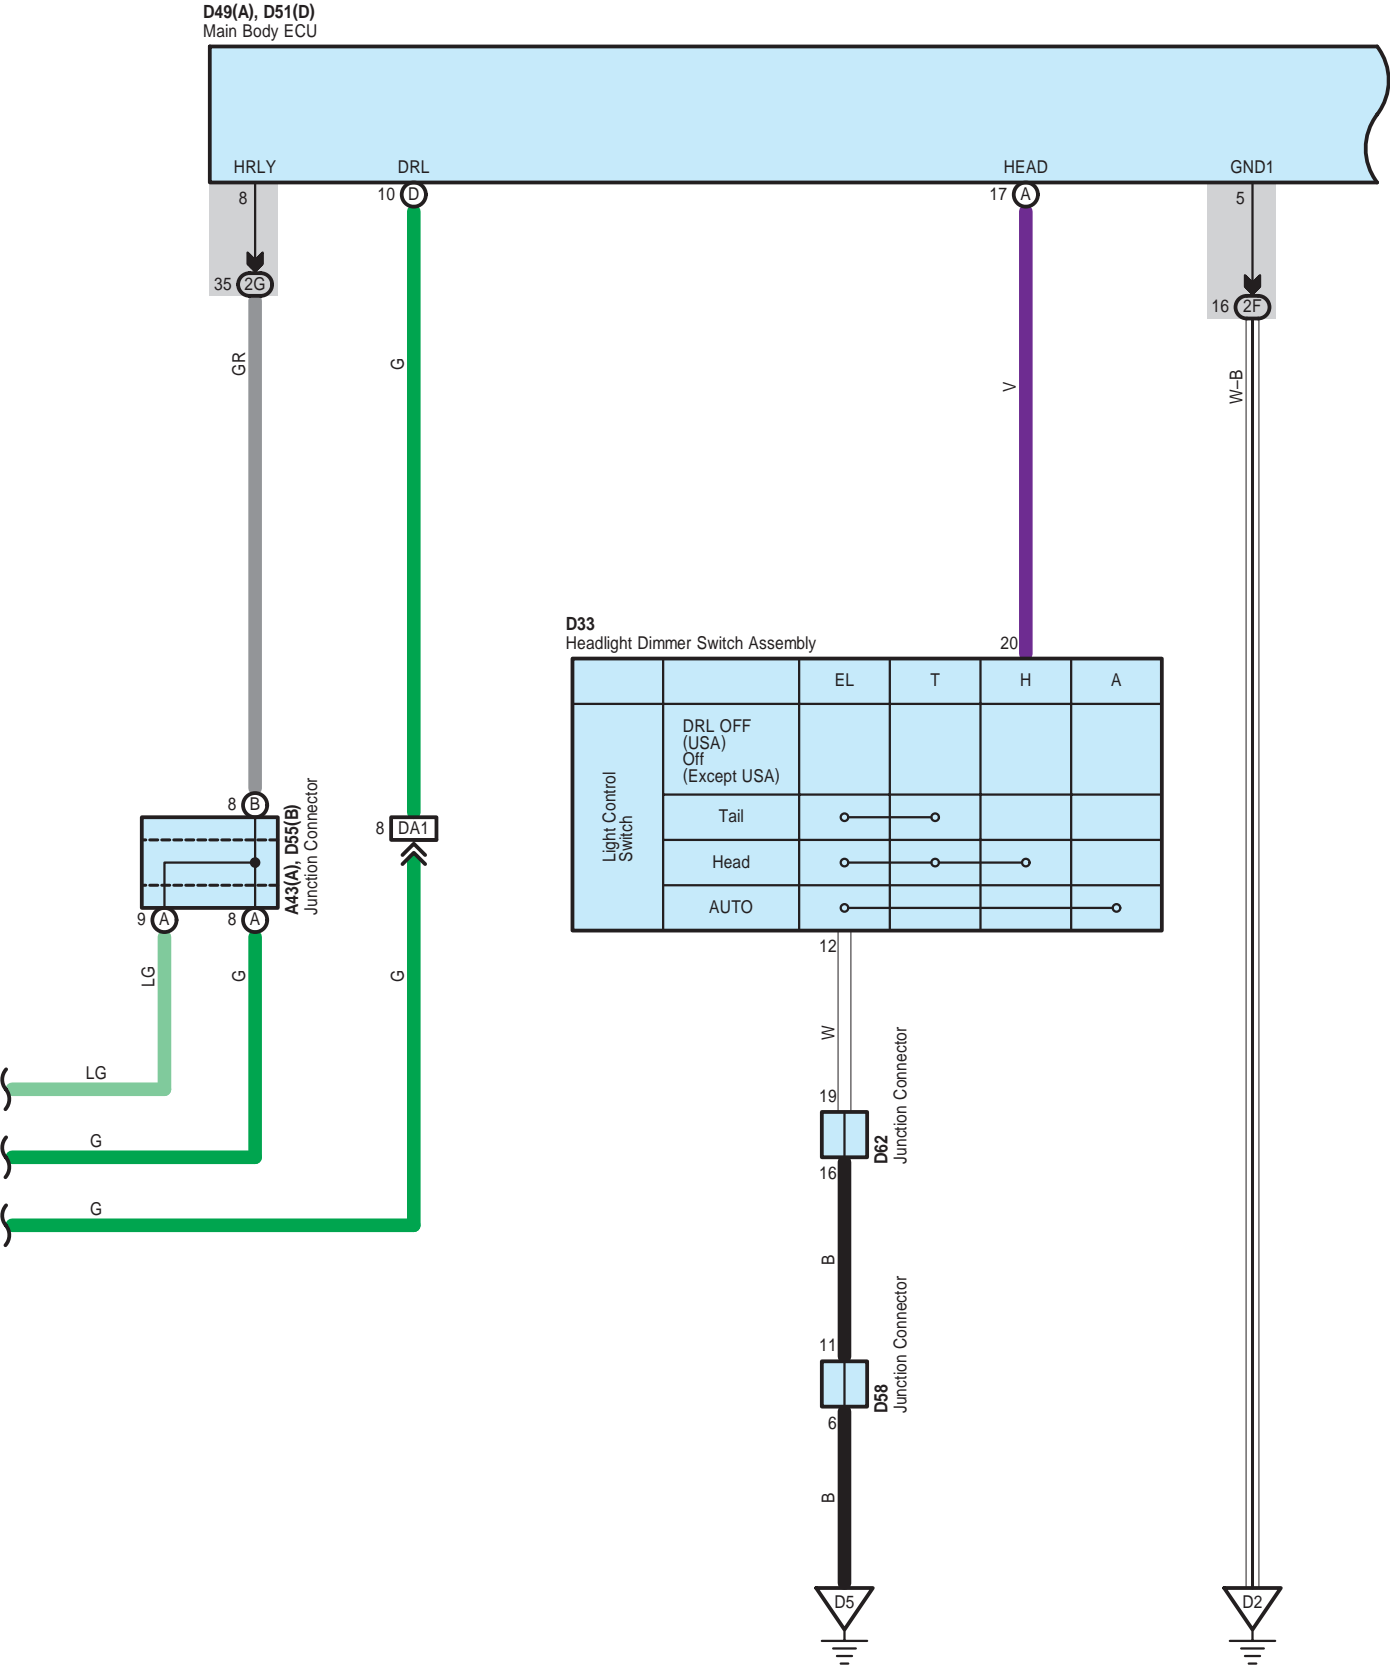 D49(A), D51(D)
Main Body ECU
HRLY
DRL
HEAD
GND1
8
10 D
17 A
5
35 2G
16 2F
GR
G
V
W–B
D33
Headlight Dimmer Switch Assembly
20
EL
T
H
A
Light Control
Switch
DRL OFF
(USA)
Off
(Except USA)
Tail
Head
AUTO
8 B
A43(A), D55(B)
Junction Connector
8 DA1
9 A
8 A
LG
G
G
12
W
LG
G
G
19
D62
Junction Connector
16
B
11
D58
Junction Connector
6
B
D5
D2